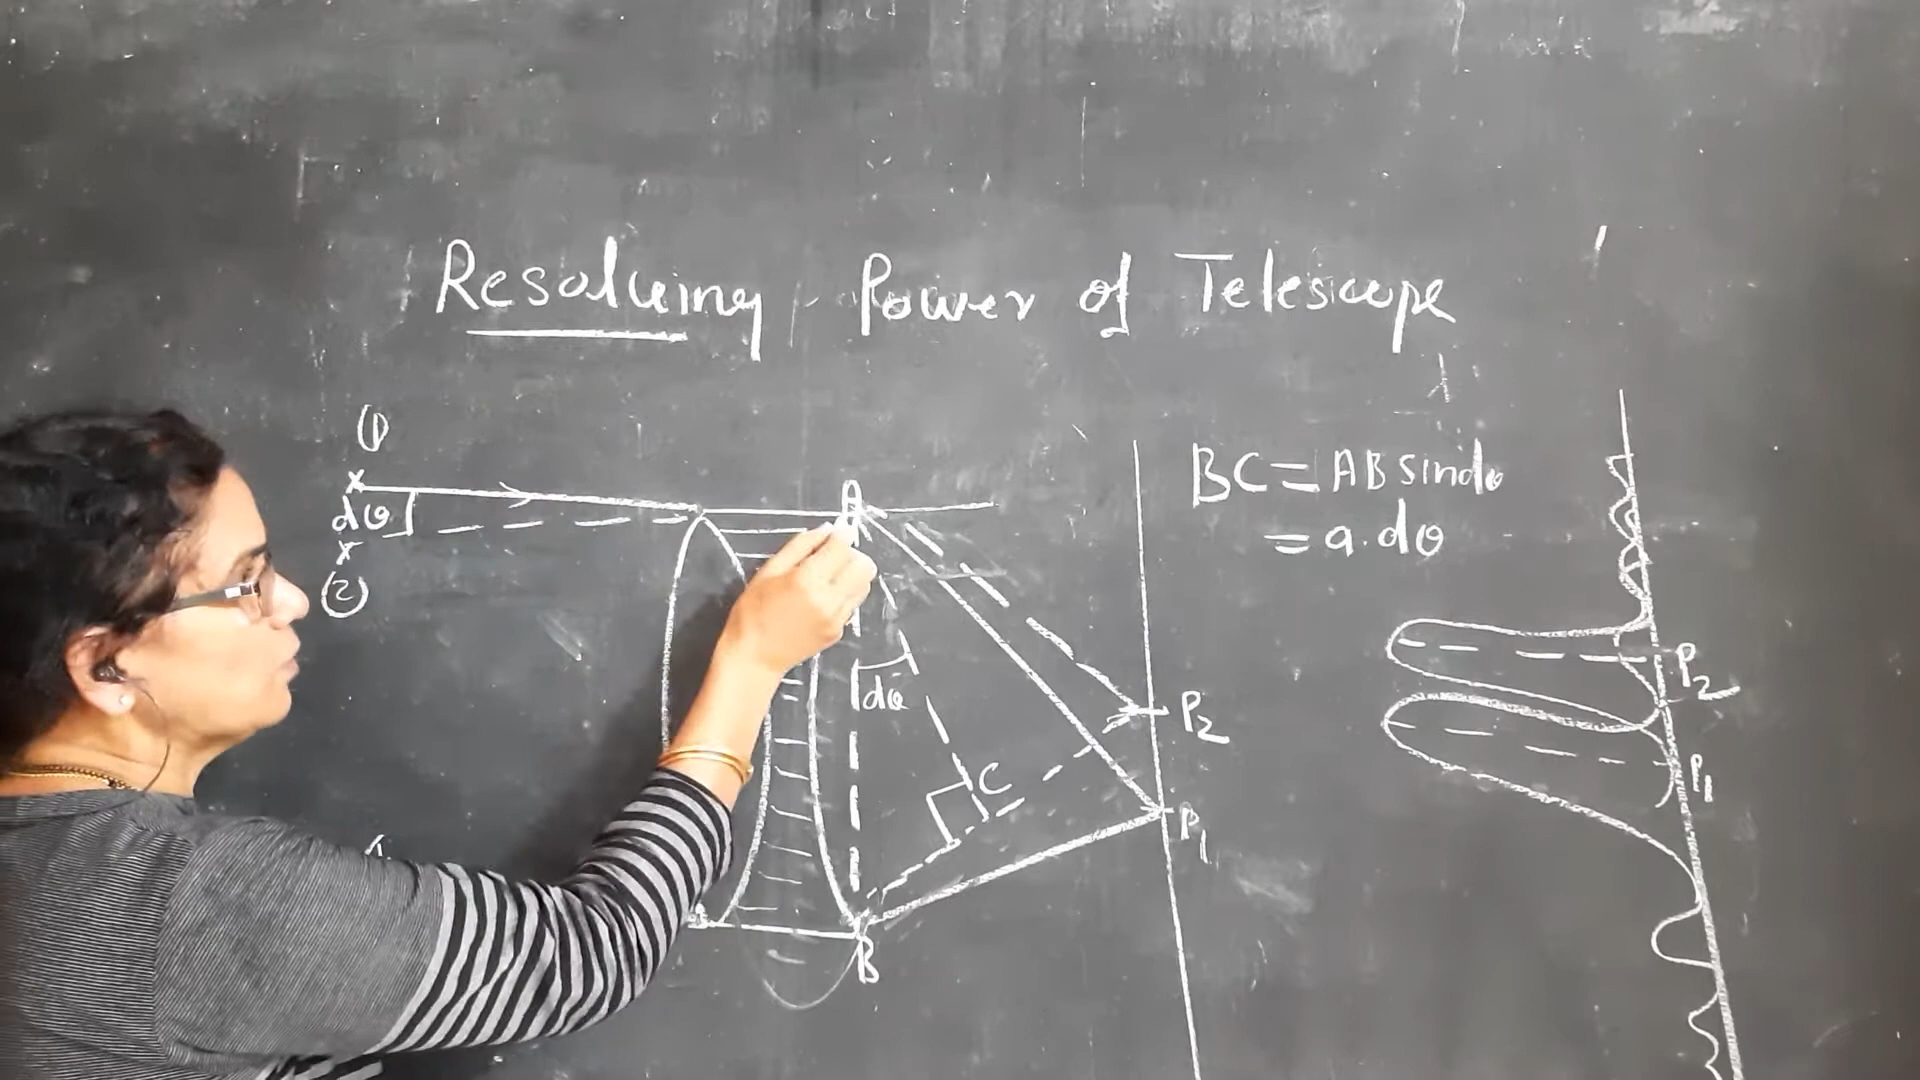 Resolving Power of Telescope
①
BC = AB sin dθ
= a.dθ
dθ
②
A
dθ
C
P2
P1
B
P2
P1